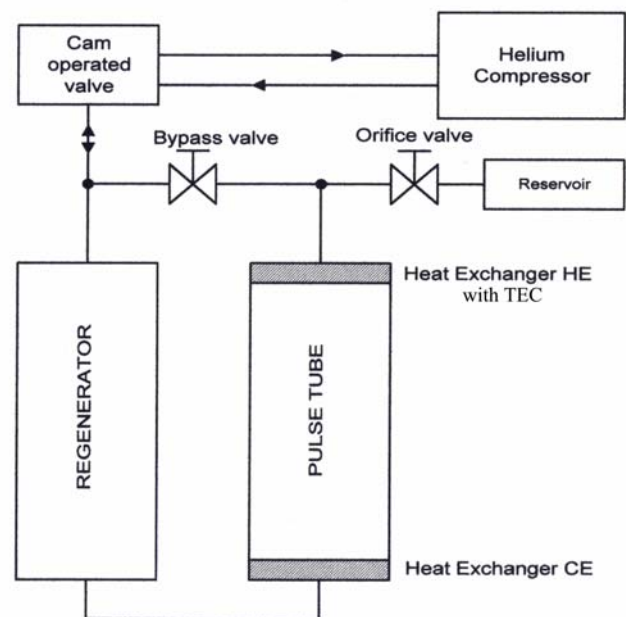 Cam
operated
valve
Helium
Compressor
Bypass valve
Orifice valve
Reservoir
Heat Exchanger HE
with TEC
REGENERATOR
PULSE TUBE
Heat Exchanger CE